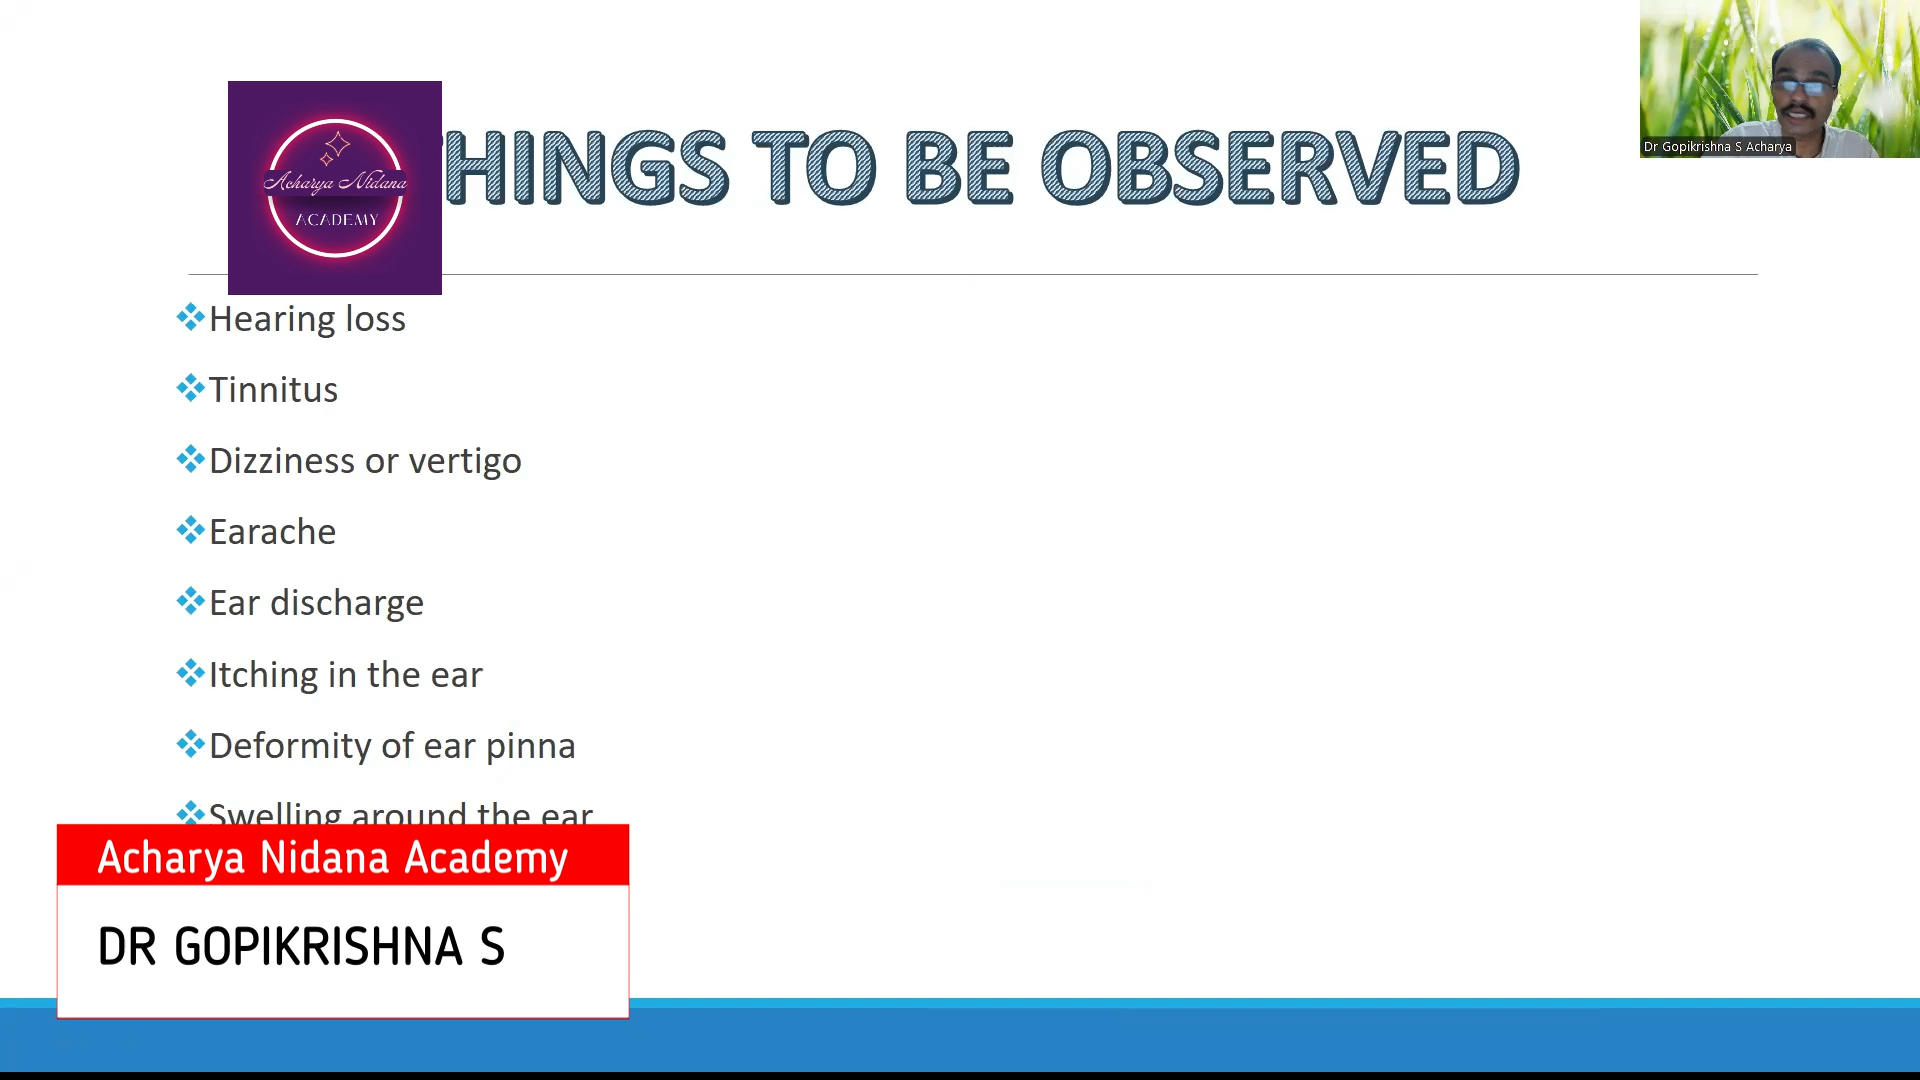 Acharya Nidana
ACADEMY
HINGS TO BE OBSERVED
Dr Gopikrishna S Acharya
Hearing loss
Tinnitus
Dizziness or vertigo
Earache
Ear discharge
Itching in the ear
Deformity of ear pinna
Swelling around the ear
Acharya Nidana Academy
DR GOPIKRISHNA S